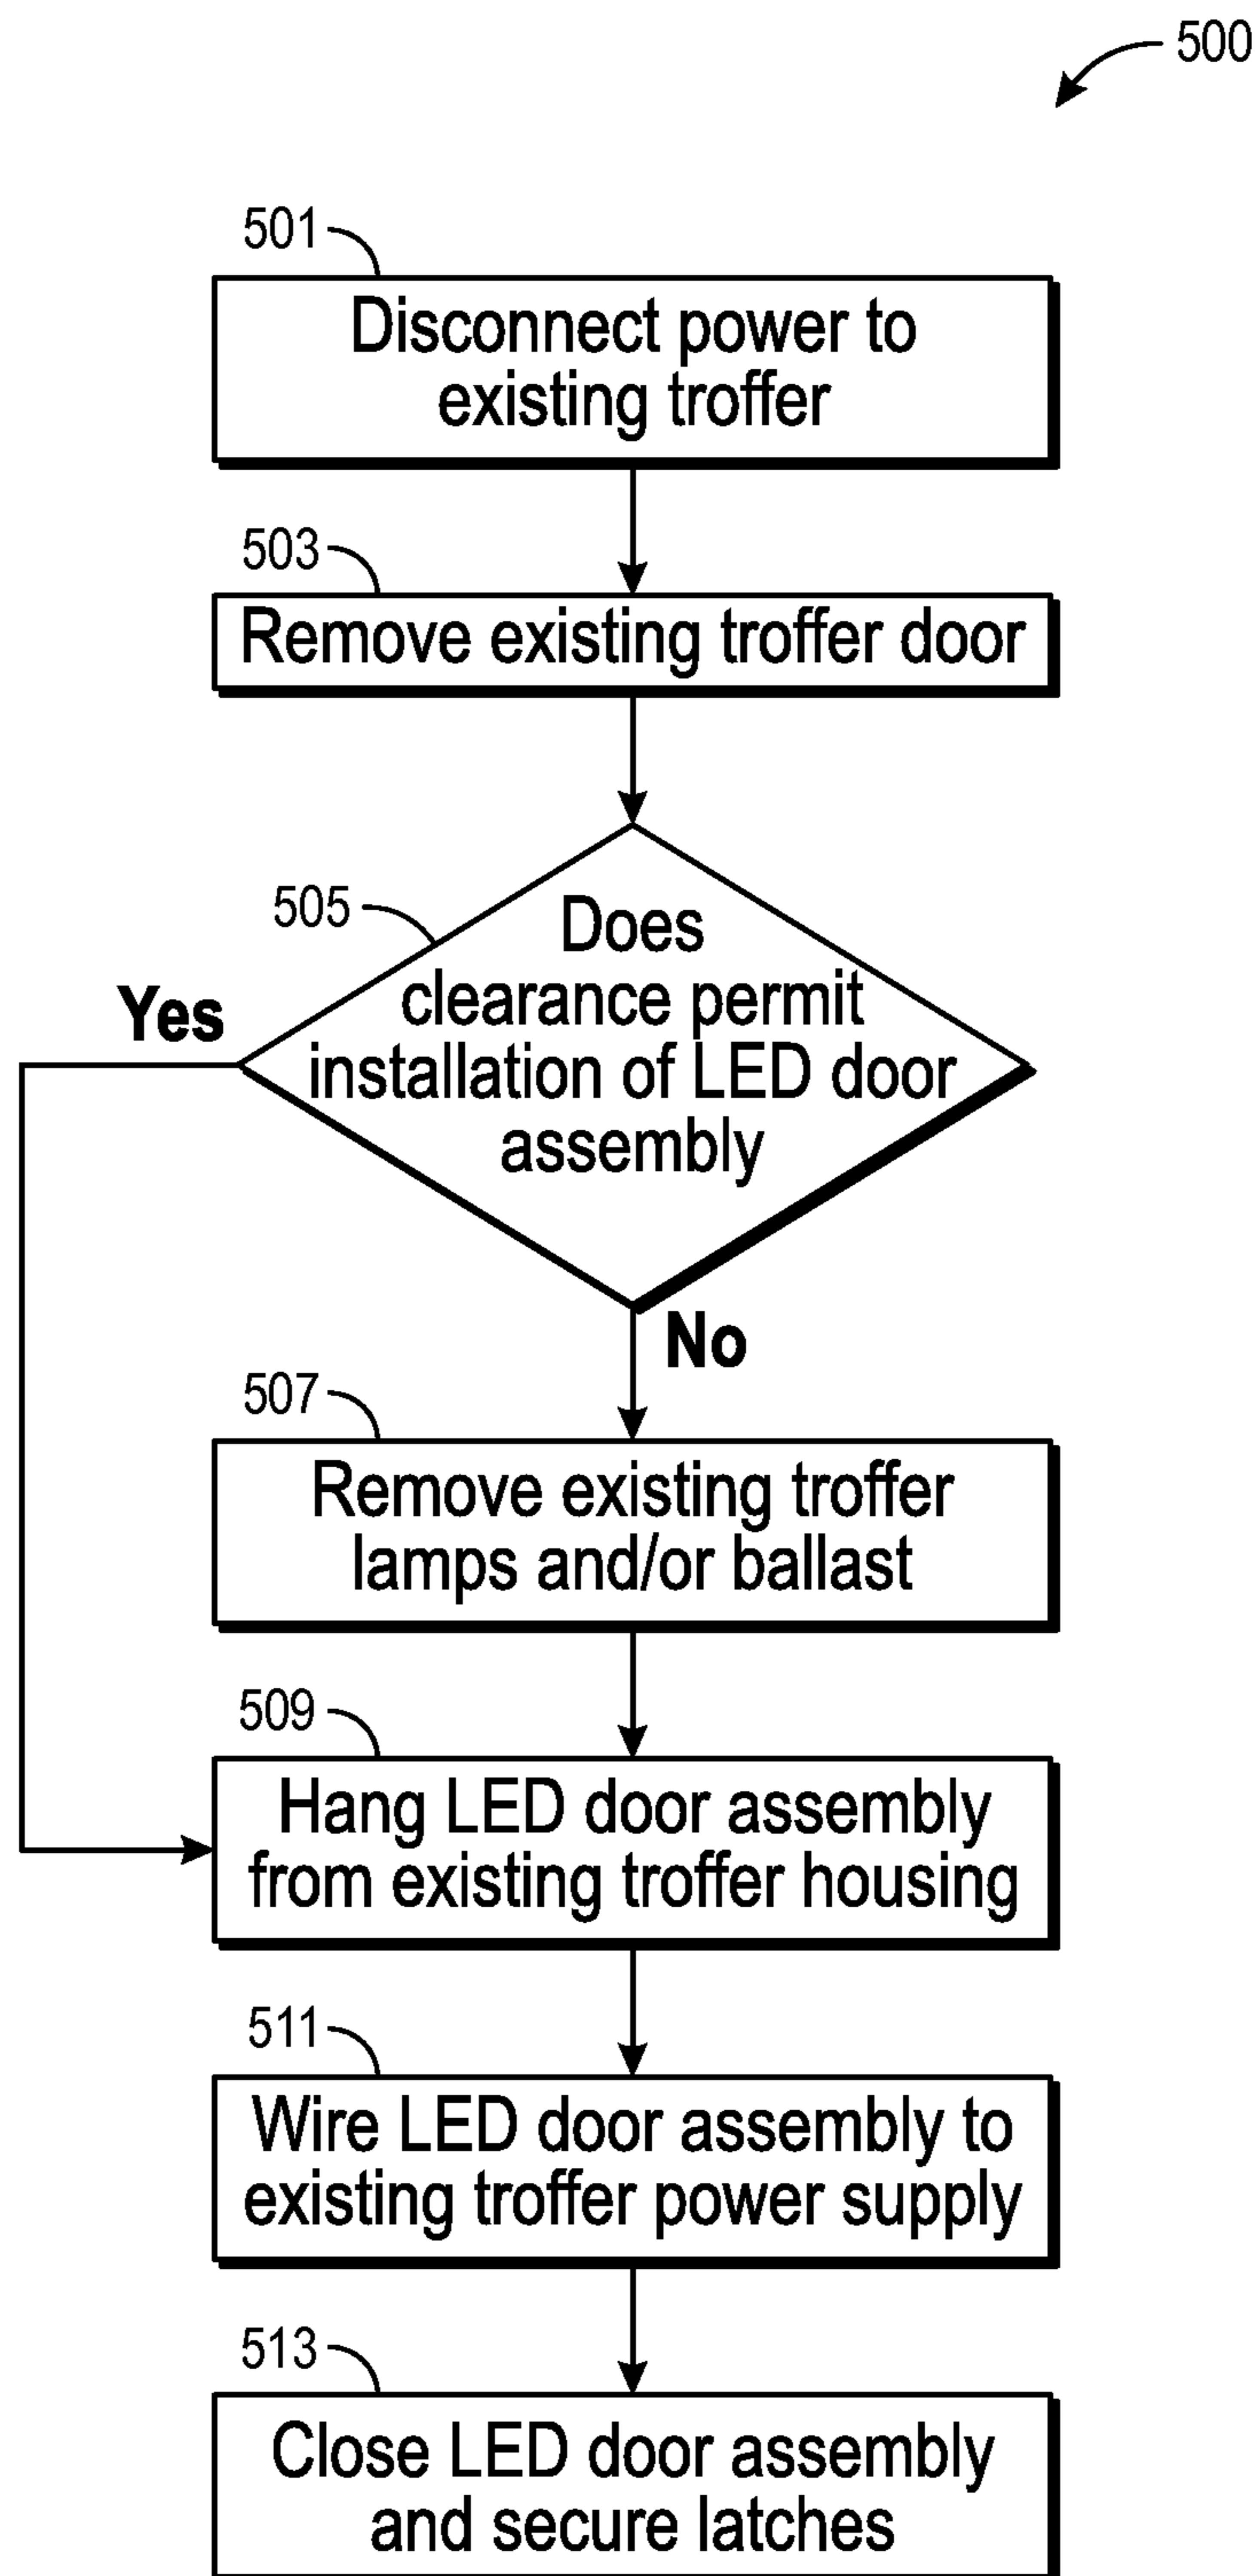 500
501
Disconnect power to
existing troffer
503
Remove existing troffer door
505
Does
clearance permit
installation of LED door
assembly
Yes
No
507
Remove existing troffer
lamps and/or ballast
509
Hang LED door assembly
from existing troffer housing
511
Wire LED door assembly to
existing troffer power supply
513
Close LED door assembly
and secure latches